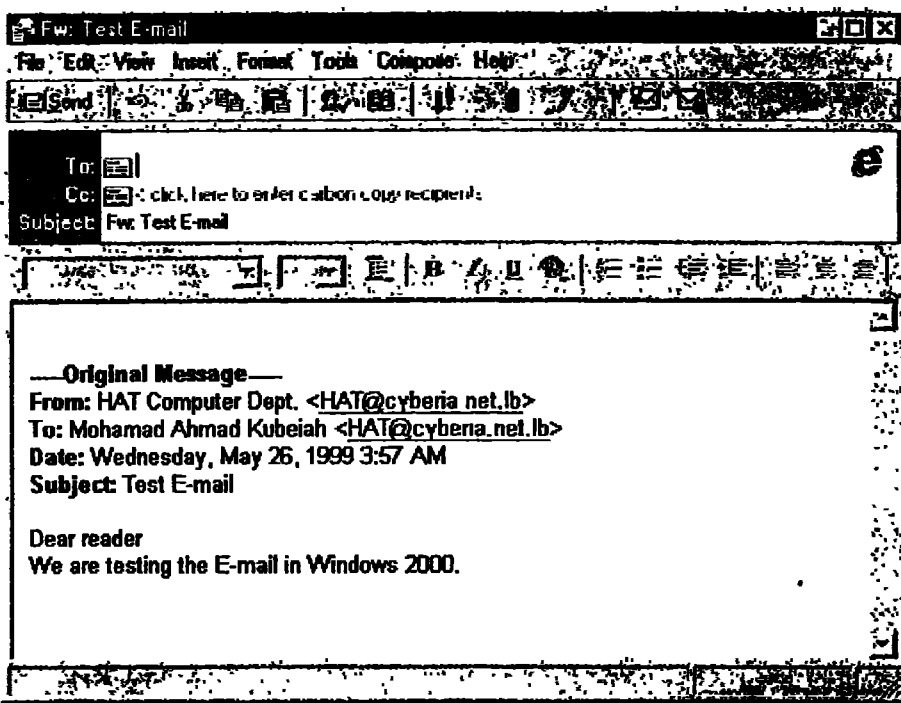 Fw: Test E-mail
File Edit View Insert Format Tools Compose Help
Send
To:
Cc: < click here to enter carbon copy recipients
Subject: Fw: Test E-mail
B I U
----Original Message----
From: HAT Computer Dept. <HAT@cyberia.net.lb>
To: Mohamad Ahmad Kubeiah <HAT@cyberia.net.lb>
Date: Wednesday, May 26, 1999 3:57 AM
Subject: Test E-mail
Dear reader
We are testing the E-mail in Windows 2000.